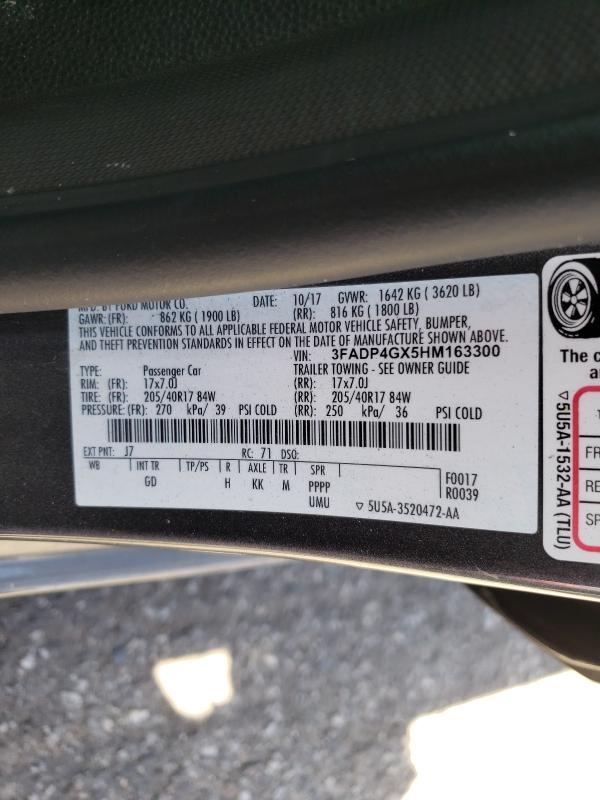 MFD. BY FORD MOTOR CO. DATE: 10/17 GVWR: 1642 KG ( 3620 LB)
GAWR: (FR): 862 KG ( 1900 LB) (RR): 816 KG ( 1800 LB)
THIS VEHICLE CONFORMS TO ALL APPLICABLE FEDERAL MOTOR VEHICLE SAFETY, BUMPER,
AND THEFT PREVENTION STANDARDS IN EFFECT ON THE DATE OF MANUFACTURE SHOWN ABOVE.
VIN: 3FADP4GX5HM163300
TYPE: Passenger Car TRAILER TOWING - SEE OWNER GUIDE
RIM: (FR): 17x7.0J (RR): 17x7.0J
TIRE: (FR): 205/40R17 84W (RR): 205/40R17 84W
PRESSURE: (FR): 270 kPa/ 39 PSI COLD (RR): 250 kPa/ 36 PSI COLD
EXT PNT: J7 RC: 71 DSO:
WB INT TR TP/PS R AXLE TR SPR F0017
GD H KK M PPPP R0039
UMU ▽ 5U5A-3520472-AA
The c
a
▽5U5A-1532-AA (TLU)
FR
RE
SP